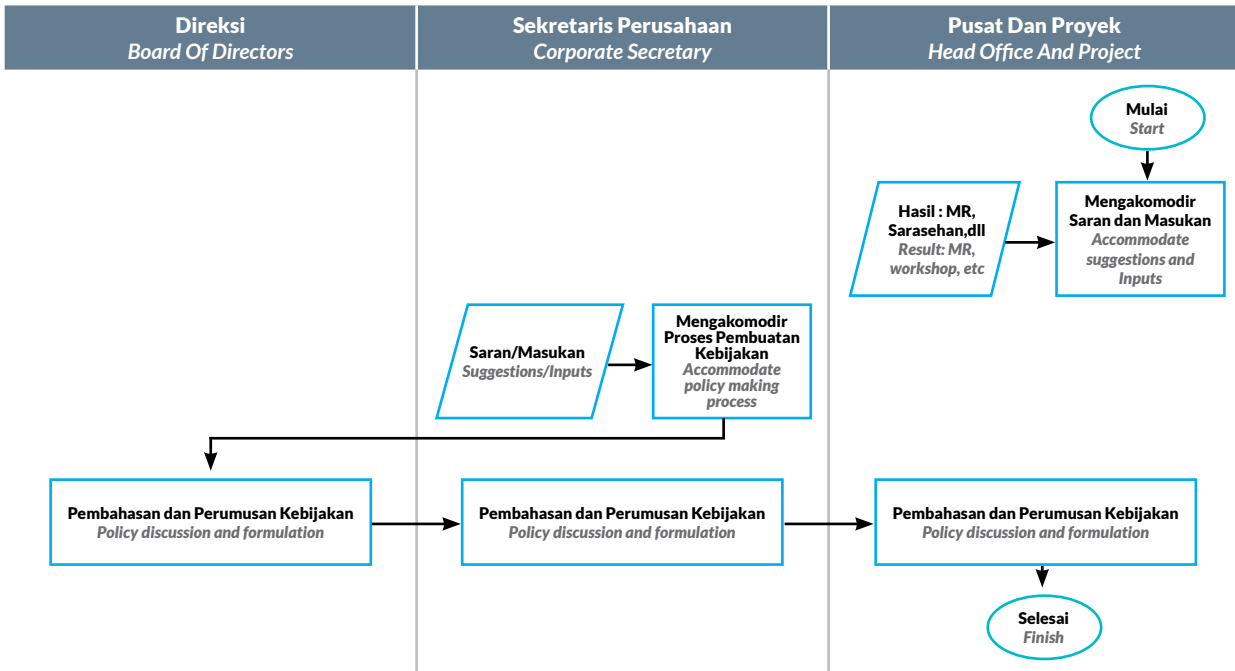 Direksi
Board Of Directors
Sekretaris Perusahaan
Corporate Secretary
Pusat Dan Proyek
Head Office And Project
Mulai
Start
Hasil : MR,
Sarasehan,dll
Result: MR,
workshop, etc
Mengakomodir
Saran dan Masukan
Accommodate
suggestions and
Inputs
Saran/Masukan
Suggestions/Inputs
Mengakomodir
Proses Pembuatan
Kebijakan
Accommodate
policy making
process
Pembahasan dan Perumusan Kebijakan
Policy discussion and formulation
Pembahasan dan Perumusan Kebijakan
Policy discussion and formulation
Pembahasan dan Perumusan Kebijakan
Policy discussion and formulation
Selesai
Finish